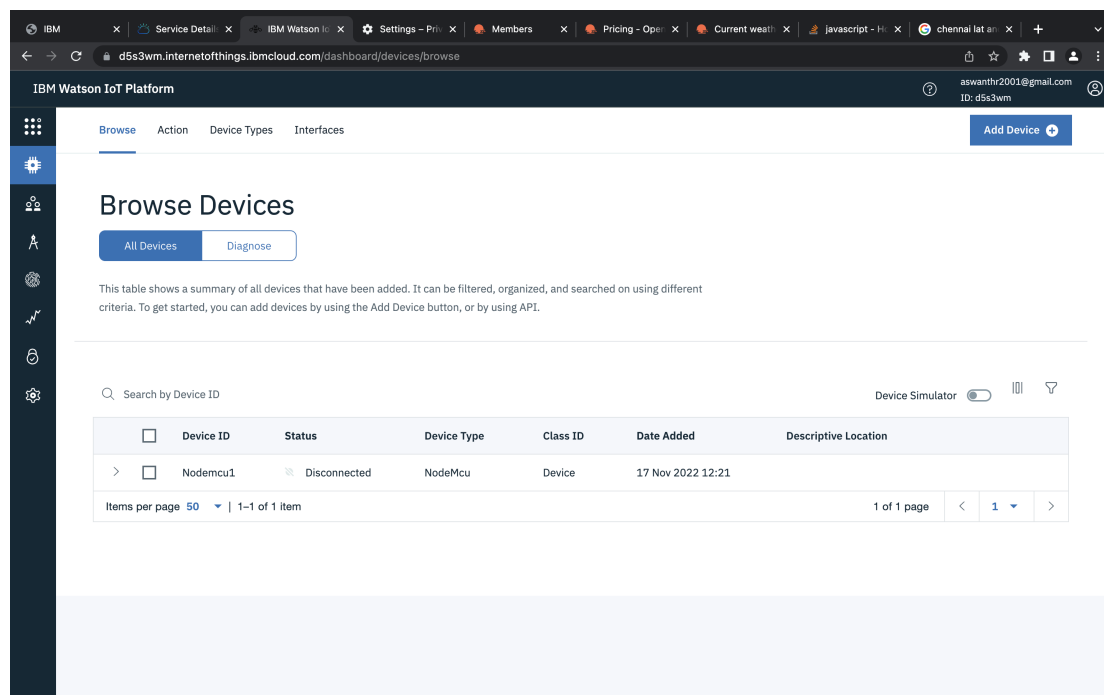 IBM
Service Details
IBM Watson Io
Settings – Priv
Members
Pricing - Open
Current weath
javascript - Ho
chennai lat an
d5s3wm.internetofthings.ibmcloud.com/dashboard/devices/browse
IBM Watson IoT Platform
aswanthr2001@gmail.com
ID: d5s3wm
Browse Action Device Types Interfaces
Add Device
Browse Devices
All Devices Diagnose
This table shows a summary of all devices that have been added. It can be filtered, organized, and searched on using different
criteria. To get started, you can add devices by using the Add Device button, or by using API.
Search by Device ID
Device Simulator
Device ID Status Device Type Class ID Date Added Descriptive Location
Nodemcu1 Disconnected NodeMcu Device 17 Nov 2022 12:21
Items per page 50 | 1–1 of 1 item
1 of 1 page 1